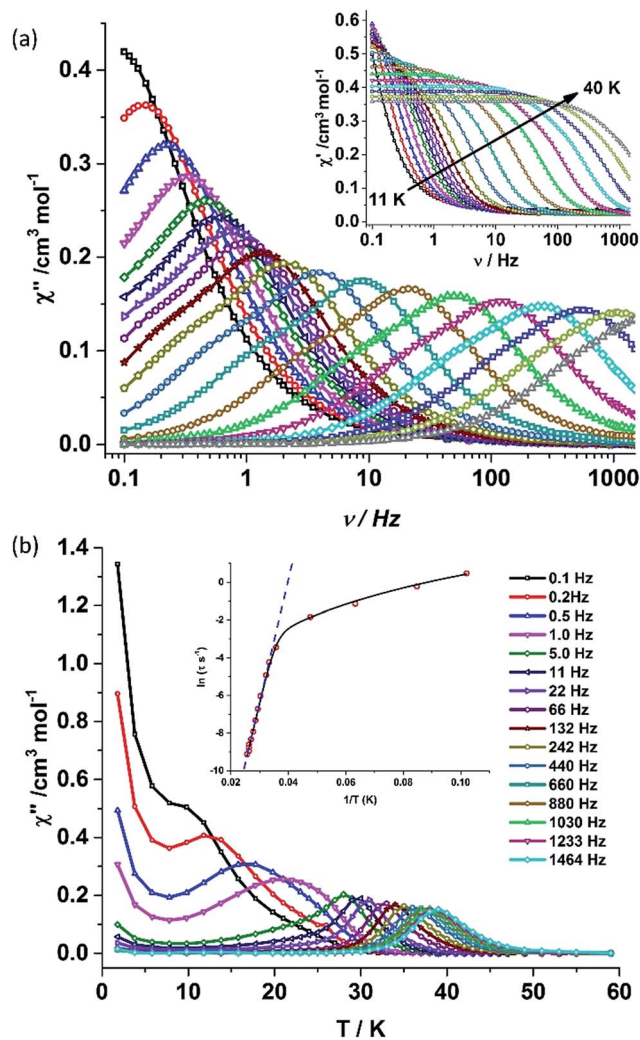 (a)
χ'' /cm³ mol⁻¹
0.4
0.3
0.2
0.1
0.0
0.1
1
10
100
1000
ν / Hz
χ' /cm³ mol⁻¹
0.6
0.5
0.4
0.3
0.2
0.1
0.0
40 K
11 K
0.1
1
10
100
1000
ν / Hz
(b)
χ'' /cm³ mol⁻¹
1.4
1.2
1.0
0.8
0.6
0.4
0.2
0.0
0
10
20
30
40
50
60
T / K
ln (τ s⁻¹)
0
-2
-4
-6
-8
-10
0.02
0.04
0.06
0.08
0.10
1/T (K)
0.1 Hz
0.2Hz
0.5 Hz
1.0 Hz
5.0 Hz
11 Hz
22 Hz
66 Hz
132 Hz
242 Hz
440 Hz
660 Hz
880 Hz
1030 Hz
1233 Hz
1464 Hz